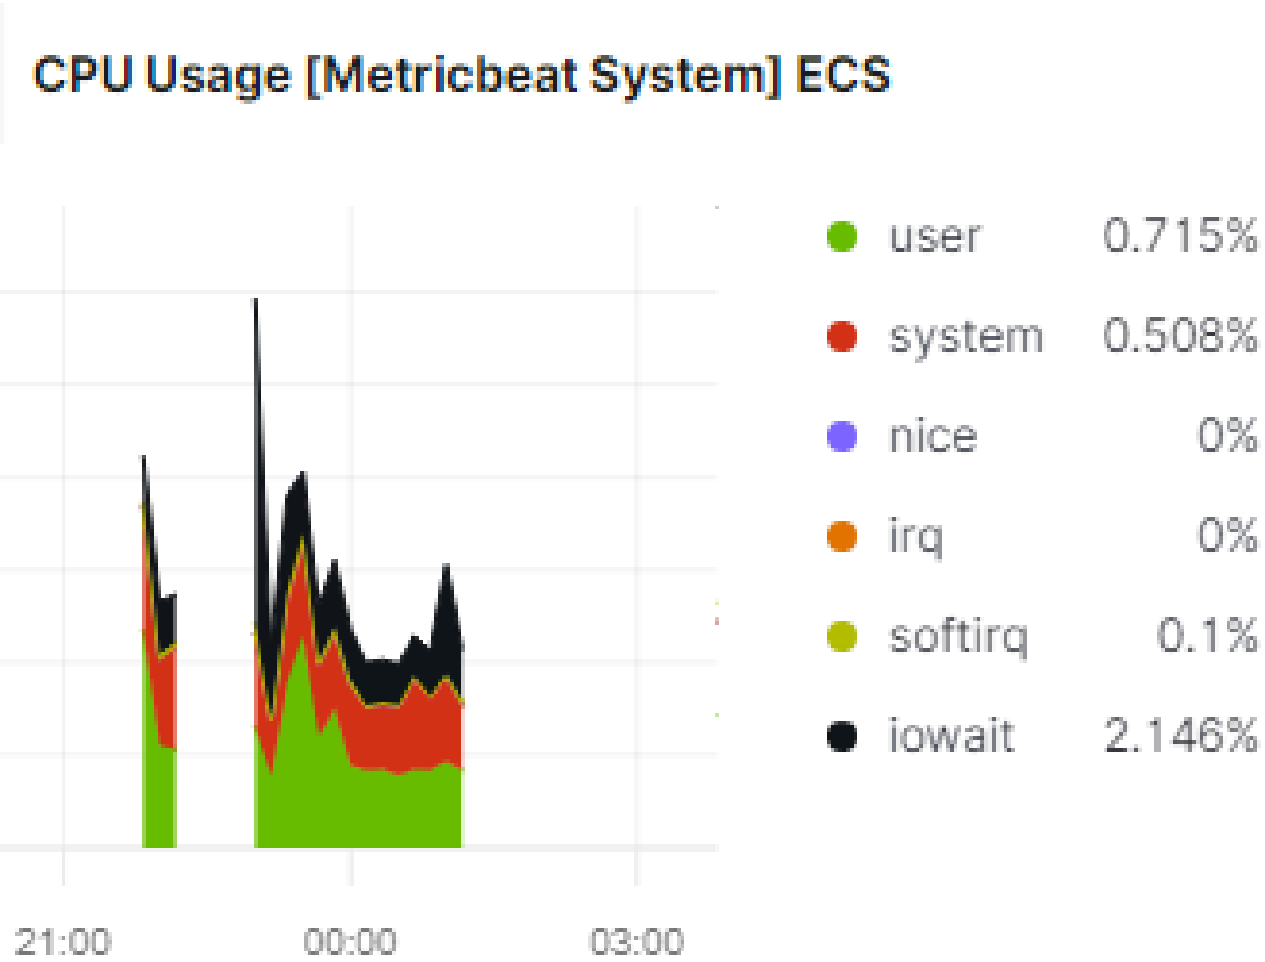 CPU Usage [Metricbeat System] ECS
user 0.715%
system 0.508%
nice 0%
irq 0%
softirq 0.1%
iowait 2.146%
21:00 00:00 03:00